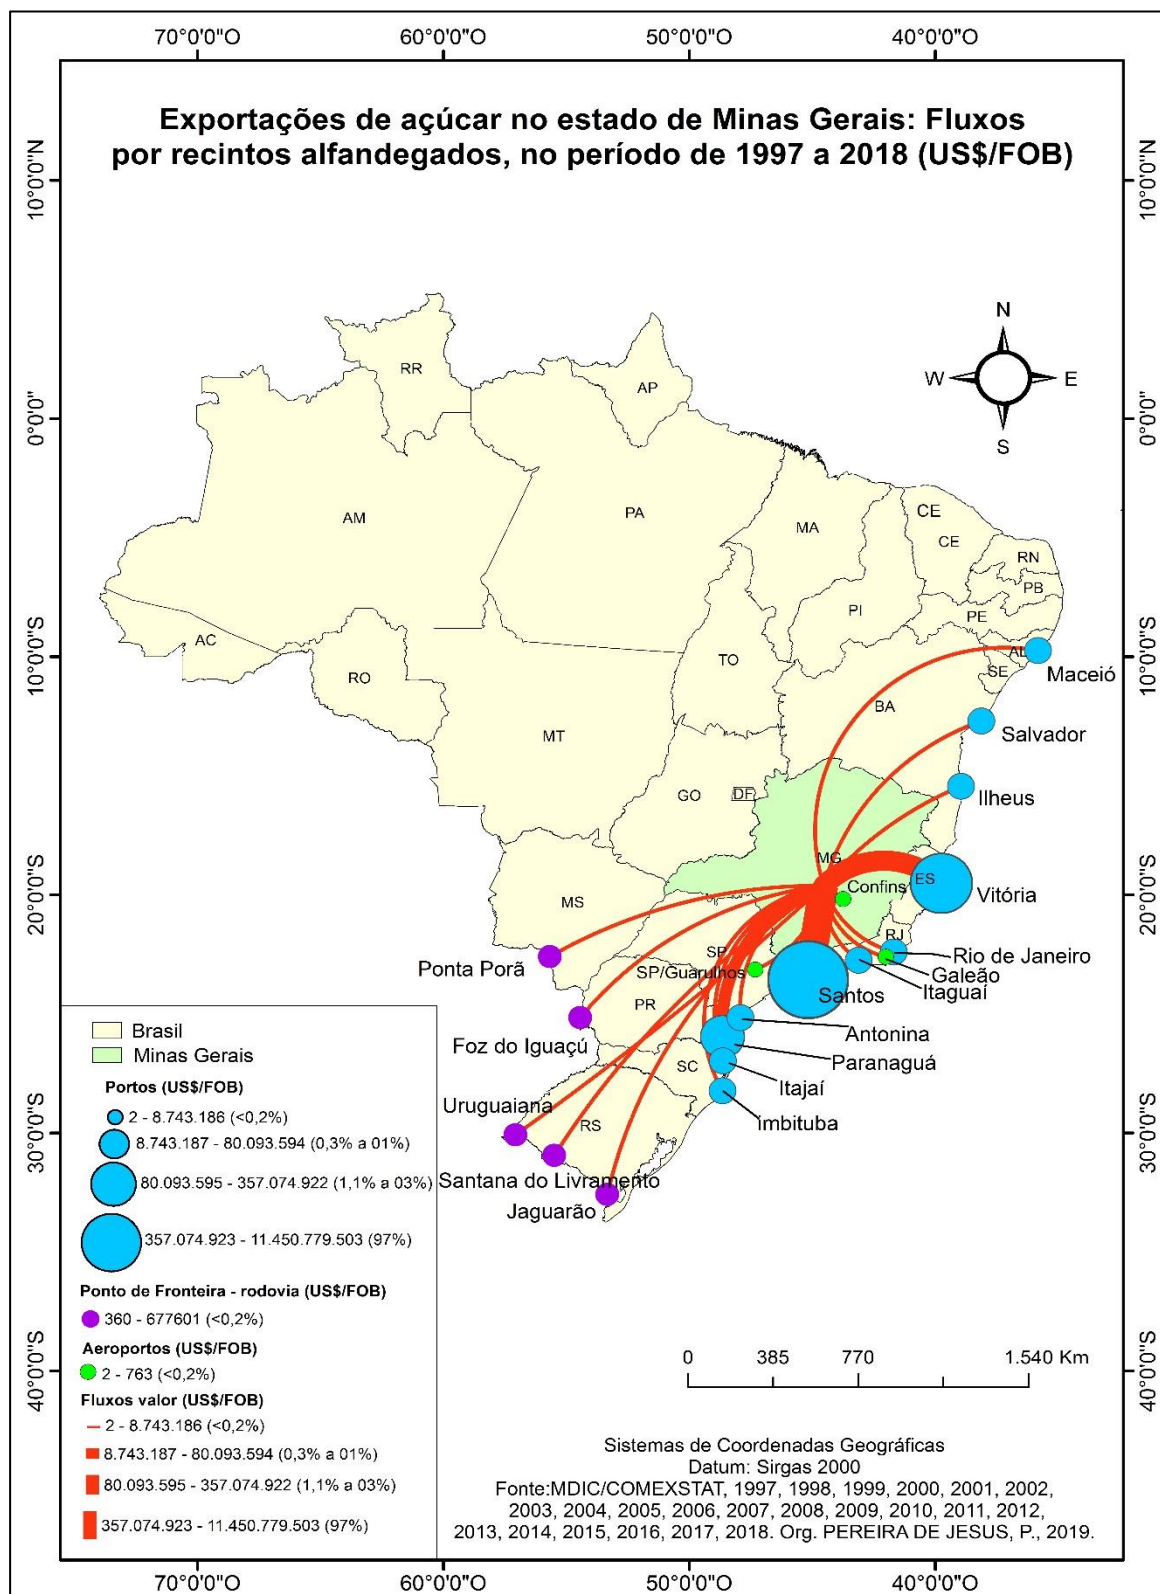 70°0'0"O 60°0'0"O 50°0'0"O 40°0'0"O
Exportações de açúcar no estado de Minas Gerais: Fluxos
por recintos alfandegados, no período de 1997 a 2018 (US$/FOB)
10°0'0"N 10°0'0"N
N
W E
S
RR
AP
0°0'0" 0°0'0"
AM
PA
MA
CE
CE
RN
PB
PI
PE
AC
10°0'0"S 10°0'0"S
RO
TO
AL
SE
Maceió
BA
MT
Salvador
GO
DF
Ilheus
MG
ES
Confins
20°0'0"S 20°0'0"S
Vitória
MS
RJ
SP
Rio de Janeiro
Ponta Porã
SP/Guarulhos
Galeão
Itaguaí
Santos
PR
Antonina
Foz do Iguaçú
Paranaguá
SC
Itajaí
Uruguaiana
Imbituba
RS
30°0'0"S 30°0'0"S
Santana do Livramento
Jaguarão
Brasil
Minas Gerais
Portos (US$/FOB)
2 - 8.743.186 (<0,2%)
8.743.187 - 80.093.594 (0,3% a 01%)
80.093.595 - 357.074.922 (1,1% a 03%)
357.074.923 - 11.450.779.503 (97%)
Ponto de Fronteira - rodovia (US$/FOB)
360 - 677601 (<0,2%)
Aeroportos (US$/FOB)
2 - 763 (<0,2%)
Fluxos valor (US$/FOB)
2 - 8.743.186 (<0,2%)
8.743.187 - 80.093.594 (0,3% a 01%)
80.093.595 - 357.074.922 (1,1% a 03%)
357.074.923 - 11.450.779.503 (97%)
0 385 770 1.540 Km
40°0'0"S 40°0'0"S
Sistemas de Coordenadas Geográficas
Datum: Sirgas 2000
Fonte:MDIC/COMEXSTAT, 1997, 1998, 1999, 2000, 2001, 2002,
2003, 2004, 2005, 2006, 2007, 2008, 2009, 2010, 2011, 2012,
2013, 2014, 2015, 2016, 2017, 2018. Org. PEREIRA DE JESUS, P., 2019.
70°0'0"O 60°0'0"O 50°0'0"O 40°0'0"O